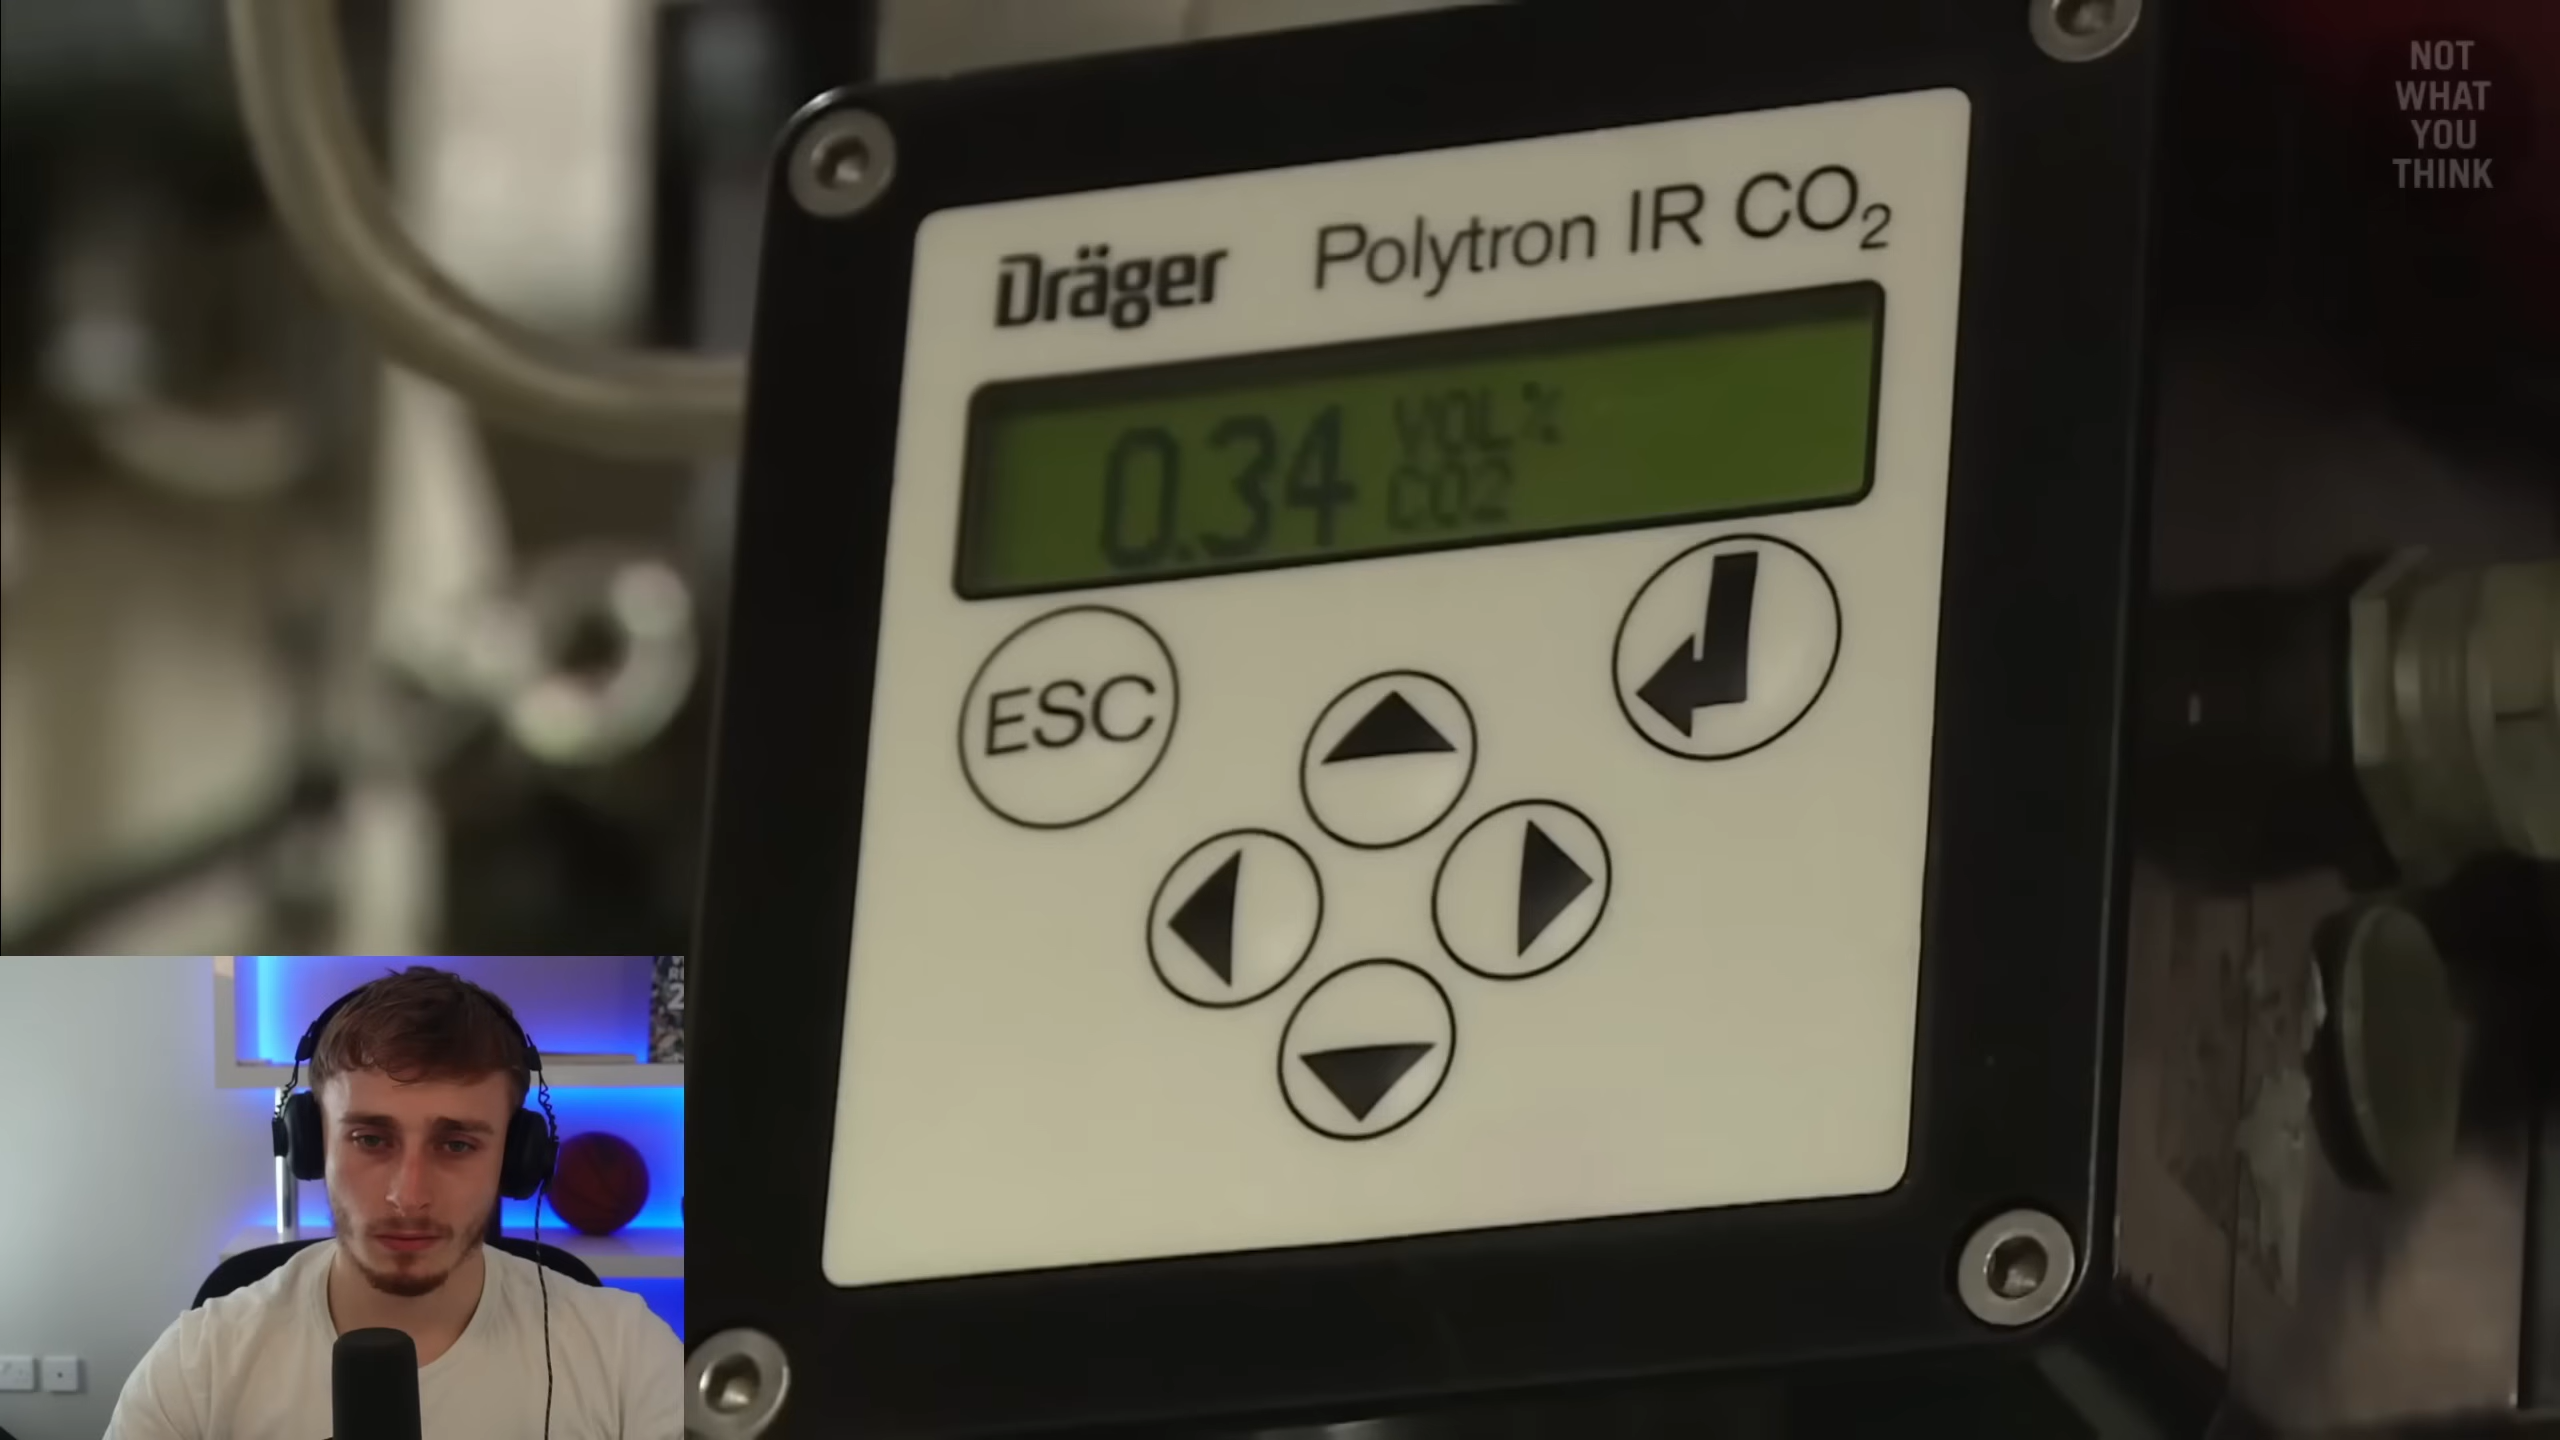 NOT
WHAT
YOU
THINK
Dräger Polytron IR CO₂
0.34 VOL%
CO2
ESC